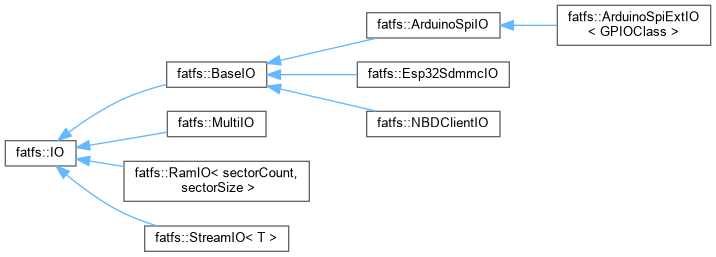 fatfs::IO
fatfs::BaseIO
fatfs::MultiIO
fatfs::RamIO< sectorCount,
sectorSize >
fatfs::StreamIO< T >
fatfs::ArduinoSpiIO
fatfs::Esp32SdmmcIO
fatfs::NBDClientIO
fatfs::ArduinoSpiExtIO
< GPIOClass >